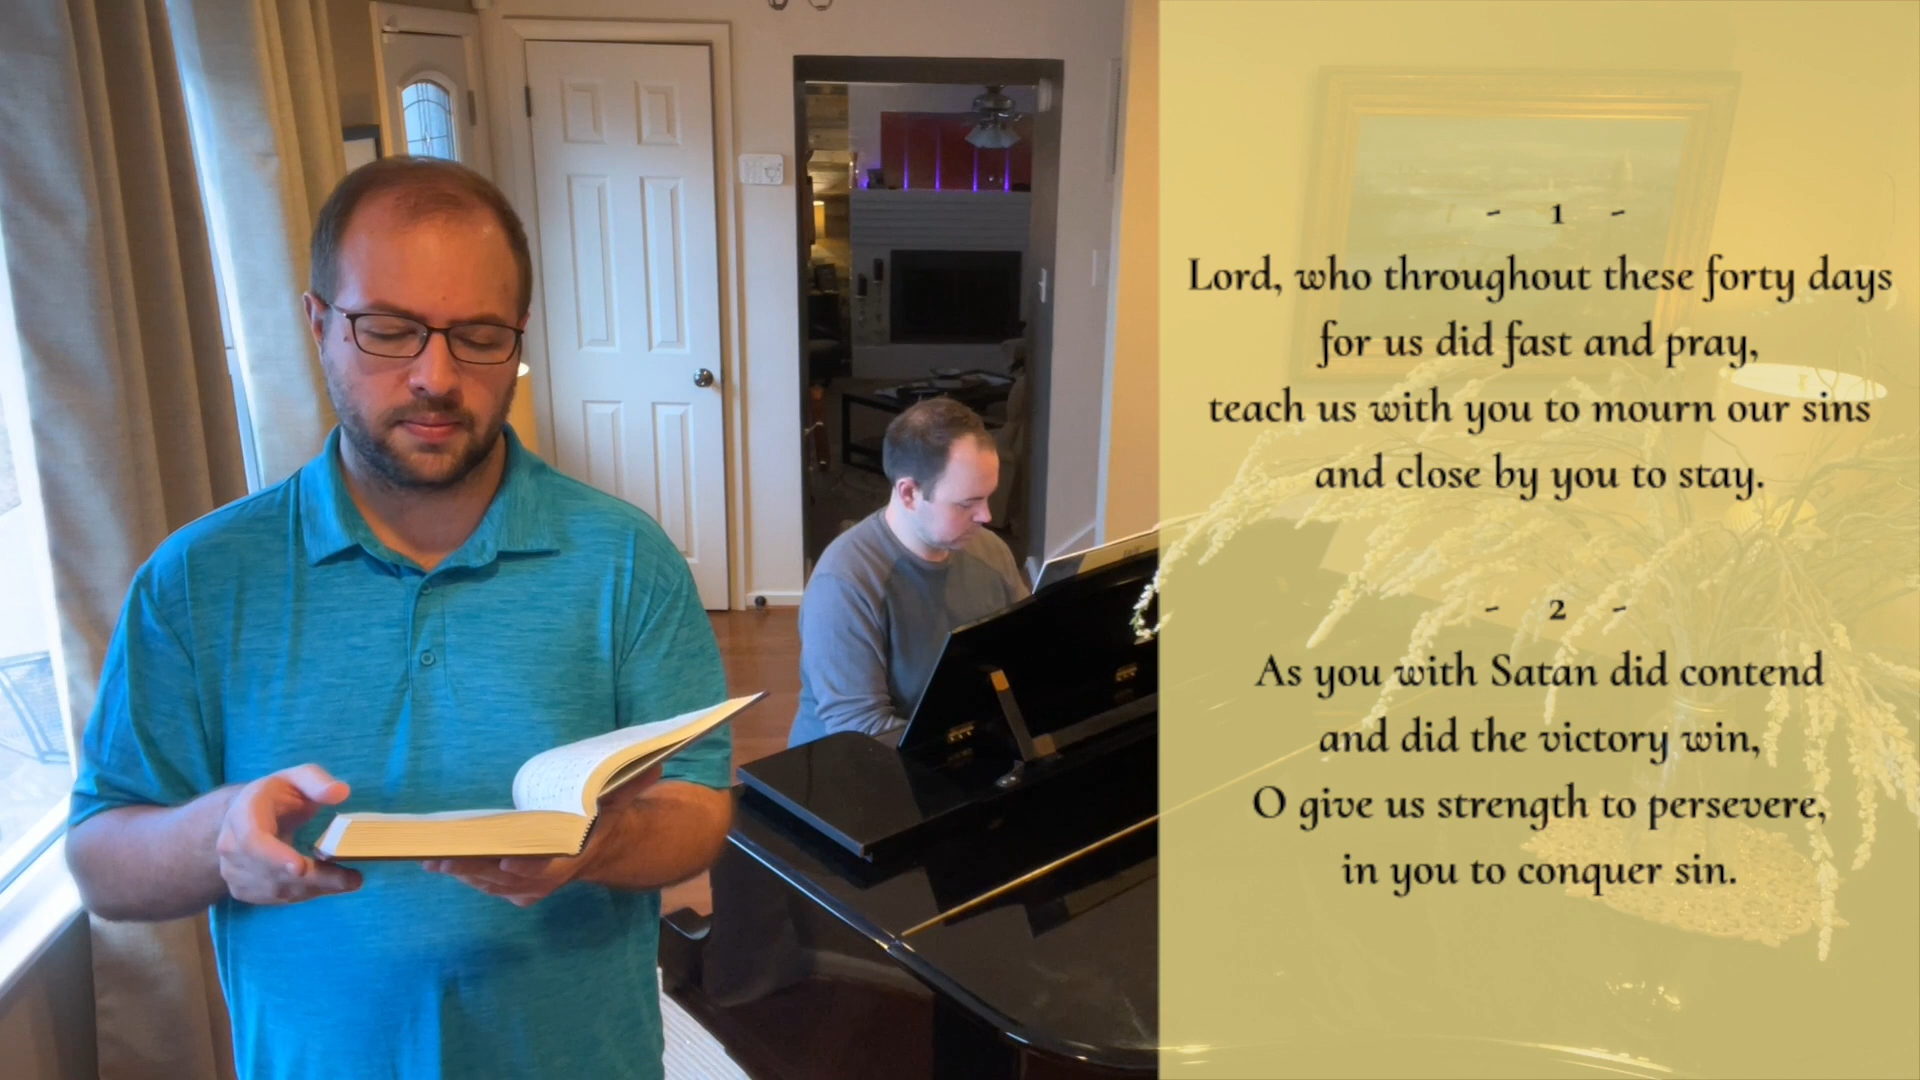 - 1 -
Lord, who throughout these forty days
for us did fast and pray,
teach us with you to mourn our sins
and close by you to stay.
- 2 -
As you with Satan did contend
and did the victory win,
O give us strength to persevere,
in you to conquer sin.